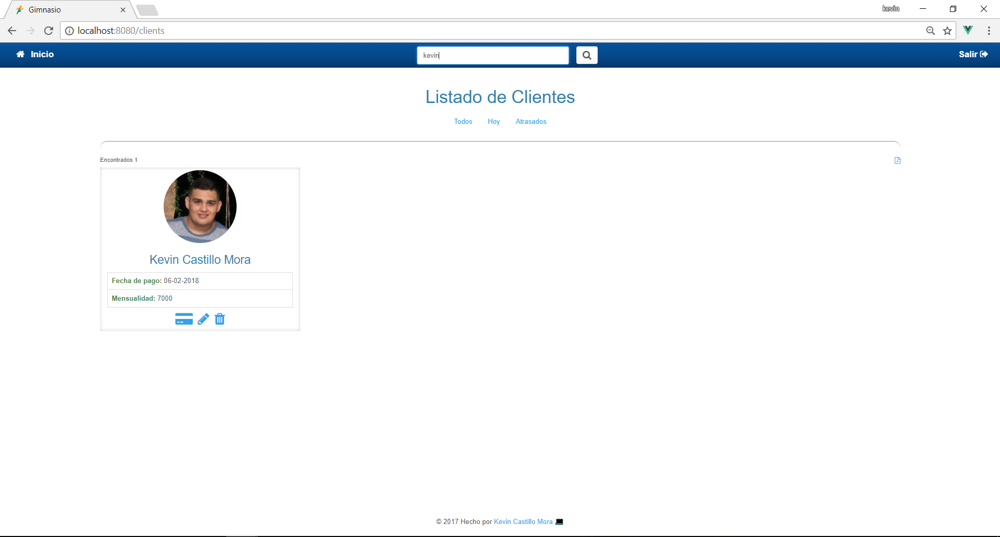 Gimnasio
kevin
localhost:8080/clients
Inicio
kevin
Salir
Listado de Clientes
Todos Hoy Atrasados
Encontrados 1
Kevin Castillo Mora
Fecha de pago: 06-02-2018
Mensualidad: 7000
© 2017 Hecho por Kevin Castillo Mora